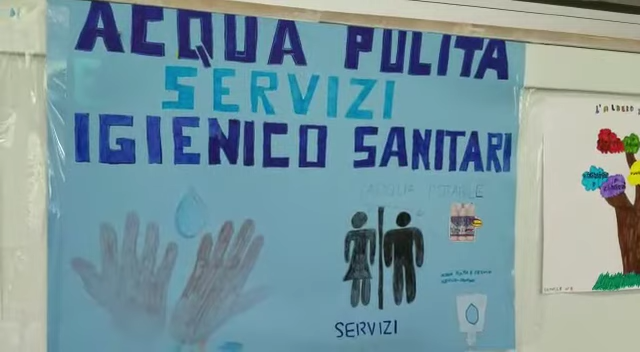 ACQUA PULITA
SERVIZI
IGIENICO SANITARI
ACQUA POTABILE
SERVIZI